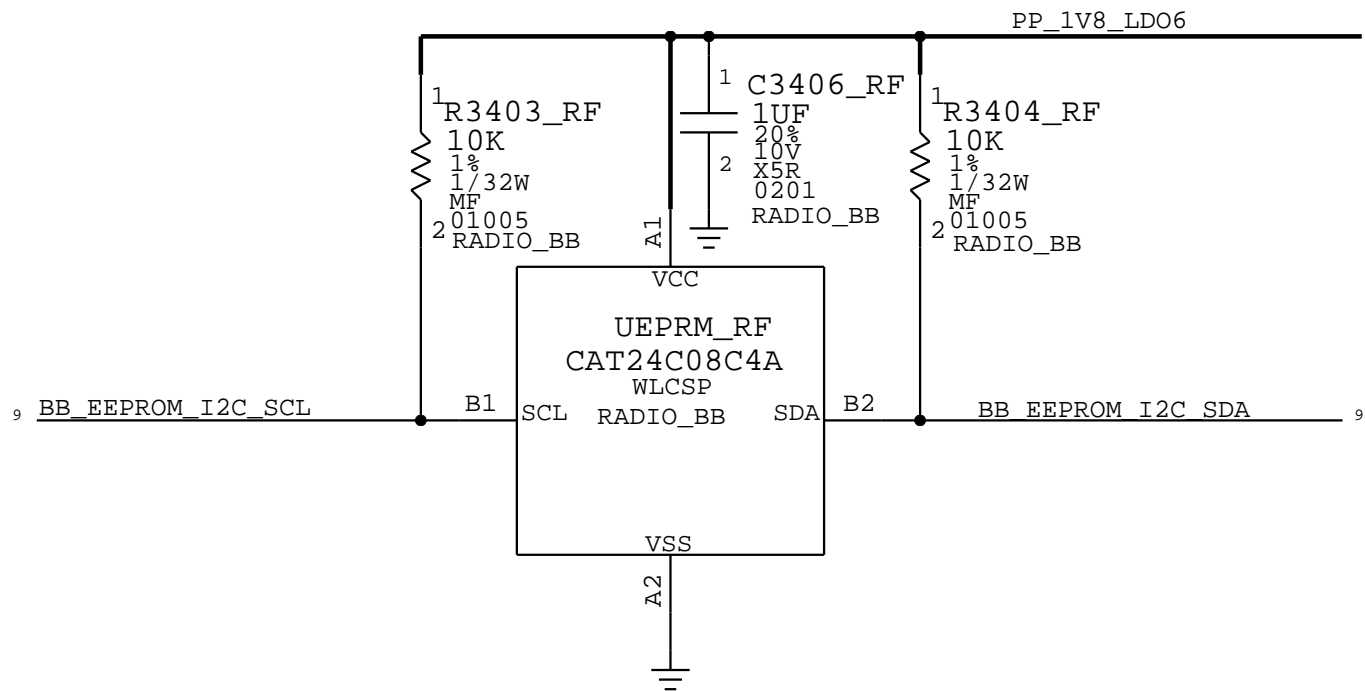 PP_1V8_LDO6
1
R3403_RF
10K
1%
1/32W
MF
01005
2
RADIO_BB
1
C3406_RF
1UF
20%
10V
X5R
0201
2
RADIO_BB
1
R3404_RF
10K
1%
1/32W
MF
01005
2
RADIO_BB
A1
VCC
UEPRM_RF
CAT24C08C4A
WLCSP
RADIO_BB
9 BB_EEPROM_I2C_SCL
B1
SCL
SDA
B2
BB_EEPROM_I2C_SDA 9
VSS
A2